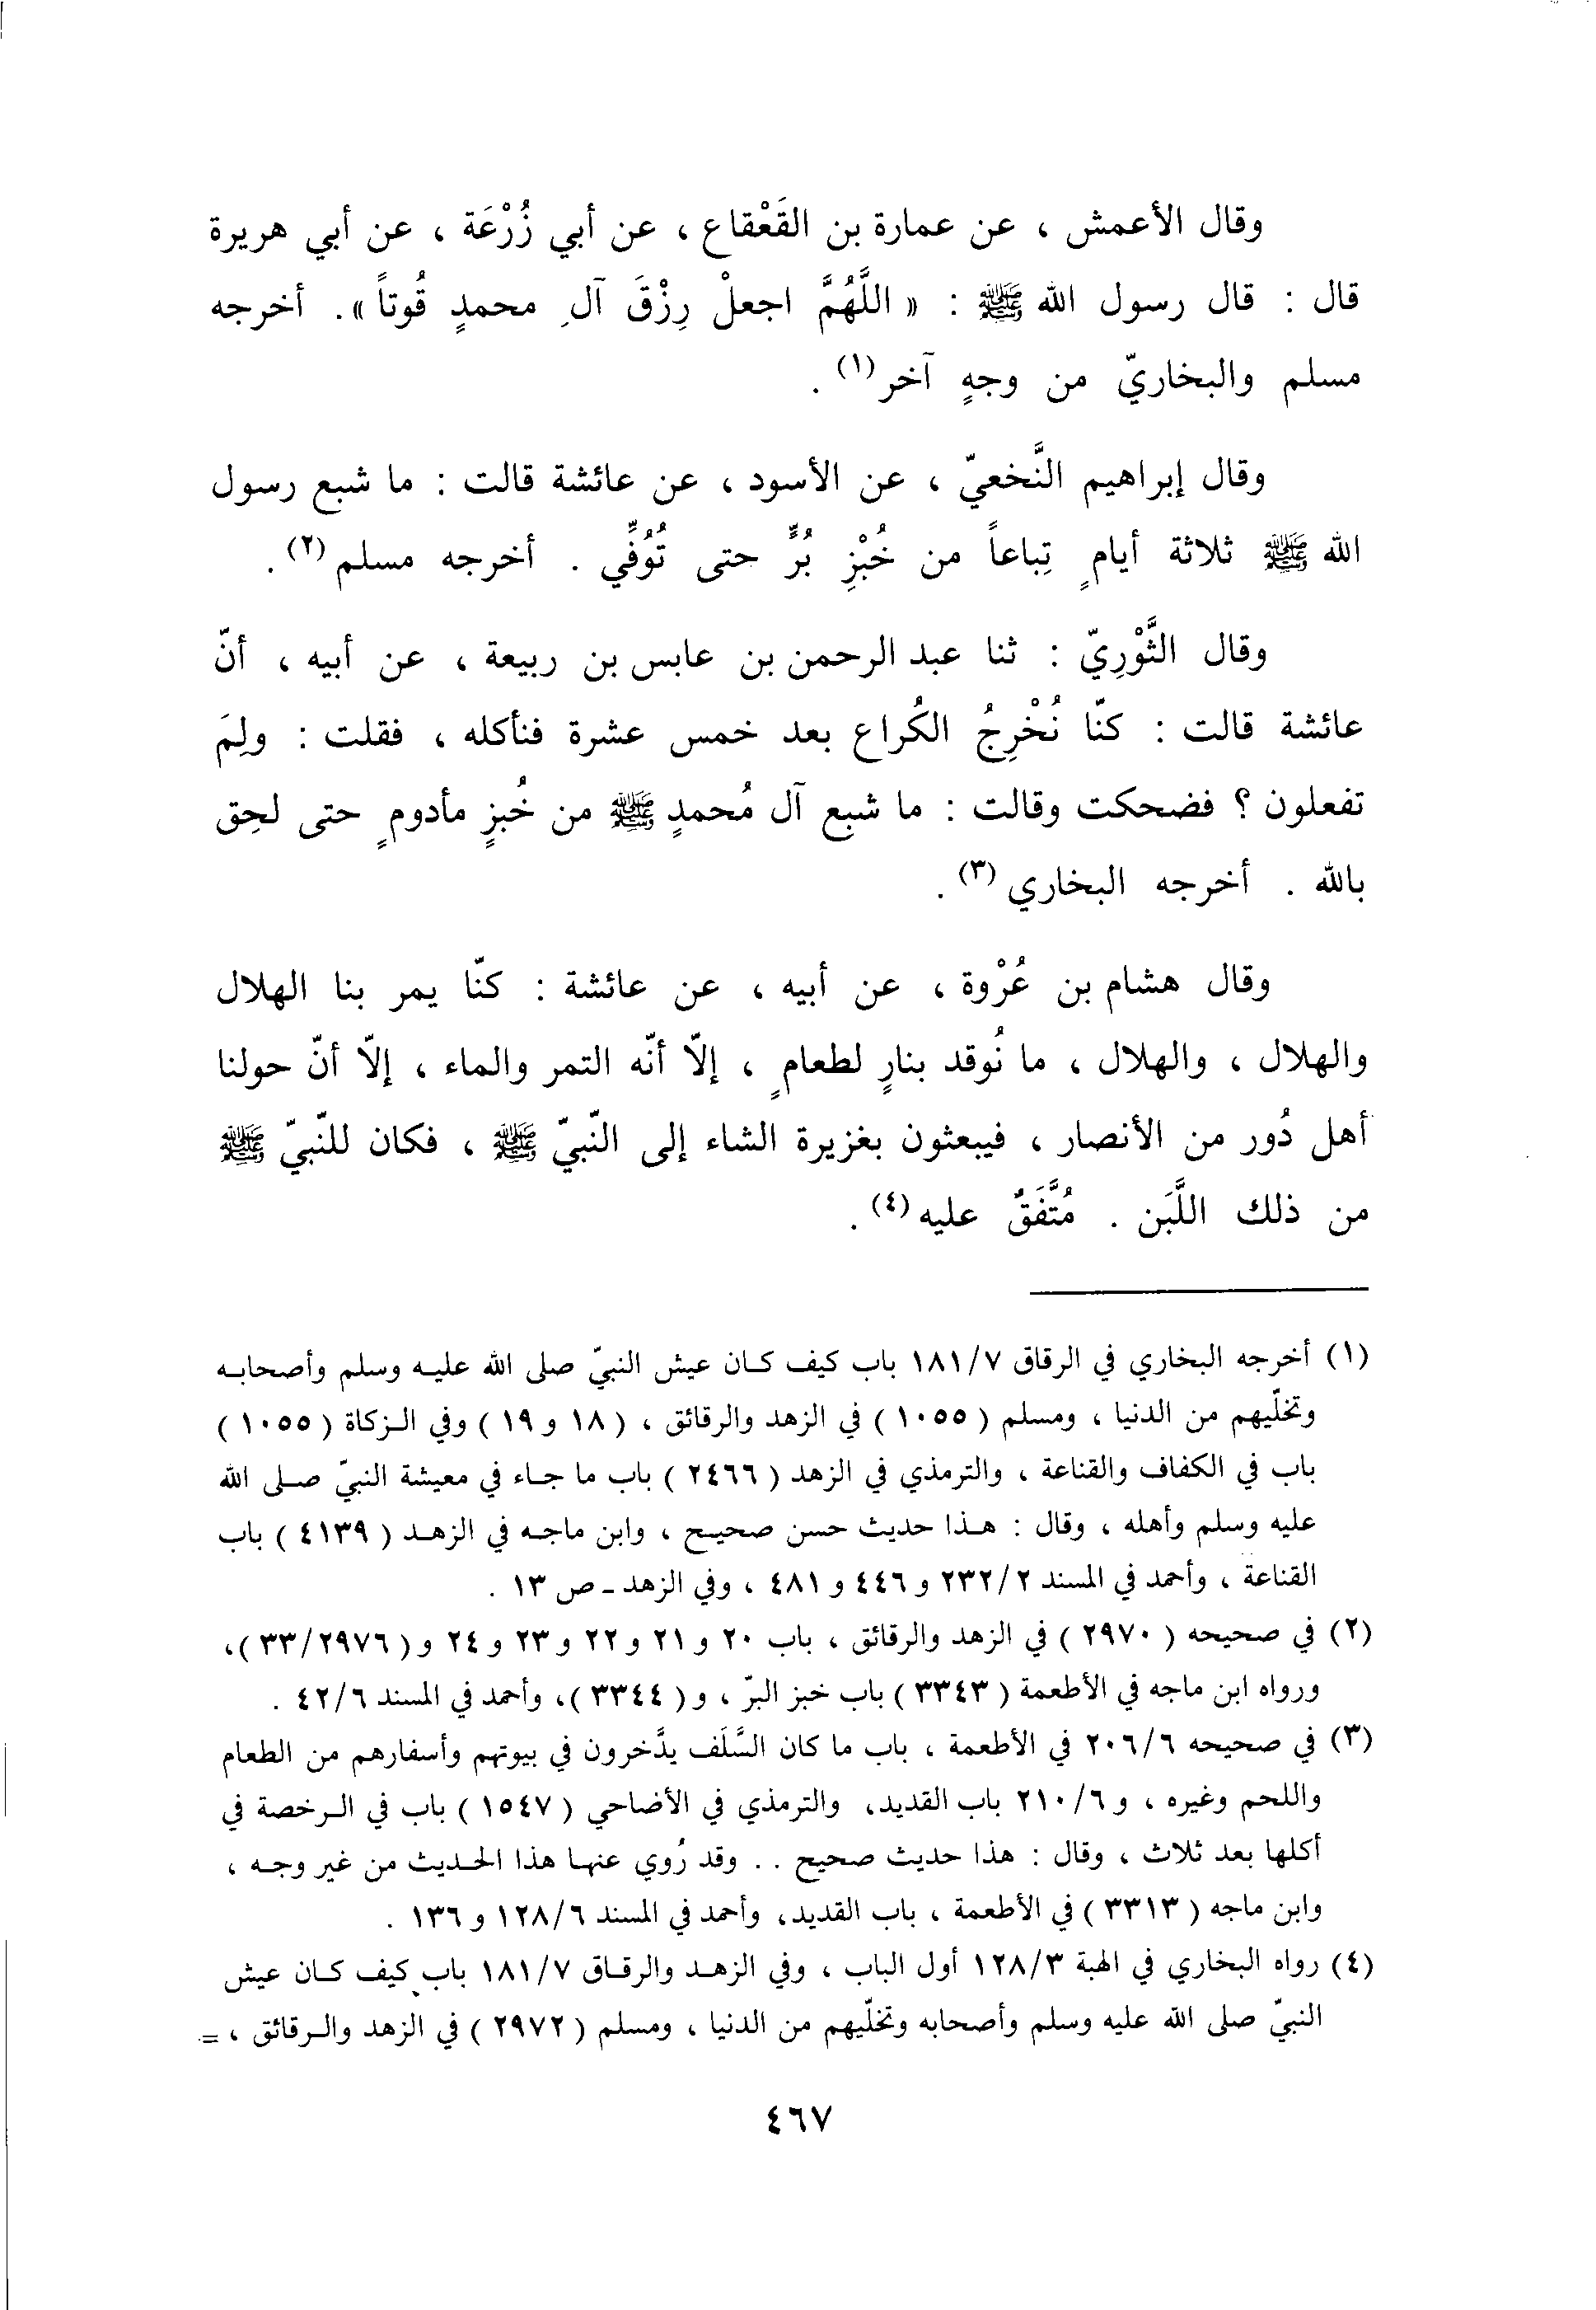 وقال الأعمش ، عن عمارة بن القَعْقاع ، عن أبي زُرْعَة ، عن أبي هريرة
قال : قال رسول الله ﷺ : « اللَّهُمَّ اجعلْ رِزْقَ آلِ محمدٍ قُوتاً ». أخرجه
مسلم والبخاريّ من وجهٍ آخر(١) .
وقال إبراهيم النَّخعيّ ، عن الأسود ، عن عائشة قالت : ما شبع رسول
الله ﷺ ثلاثة أيامٍ تِباعاً من خُبْزِ بُرٍّ حتى تُوُفِّي . أخرجه مسلم(٢) .
وقال الثَّوْرِيّ : ثنا عبد الرحمن بن عابس بن ربيعة ، عن أبيه ، أنّ
عائشة قالت : كنّا نُخْرِجُ الكُراع بعد خمس عشرة فنأكله ، فقلت : ولِمَ
تفعلون ؟ فضحكت وقالت : ما شبع آل مُحمدٍ ﷺ من خُبزٍ مأدومٍ حتى لحِق
بالله . أخرجه البخاري(٣) .
وقال هشام بن عُرْوة ، عن أبيه ، عن عائشة : كنّا يمر بنا الهلال
والهلال ، والهلال ، ما نُوقد بنارٍ لطعامٍ ، إلّا أنّه التمر والماء ، إلّا أنّ حولنا
أهل دُور من الأنصار ، فيبعثون بغزيرة الشاء إلى النّبيّ ﷺ ، فكان للنّبيّ ﷺ
من ذلك اللَّبَن . مُتَّفَقٌ عليه(٤) .
(١) أخرجه البخاري في الرقاق ١٨١/٧ باب كيف كان عيش النبيّ صلى الله عليه وسلم وأصحابه
وتخلّيهم من الدنيا ، ومسلم ( ١٠٥٥ ) في الزهد والرقائق ، ( ١٨ و ١٩ ) وفي الزكاة ( ١٠٥٥ )
باب في الكفاف والقناعة ، والترمذي في الزهد ( ٢٤٦٦ ) باب ما جاء في معيشة النبيّ صلى الله
عليه وسلم وأهله ، وقال : هذا حديث حسن صحيح ، وابن ماجه في الزهد ( ٤١٣٩ ) باب
القناعة ، وأحمد في المسند ٢٣٢/٢ و ٤٤٦ و ٤٨١ ، وفي الزهد ـ ص ١٣ .
(٢) في صحيحه ( ٢٩٧٠ ) في الزهد والرقائق ، باب ٢٠ و ٢١ و ٢٢ و ٢٣ و ٢٤ و ( ٣٣/٢٩٧٦ )،
ورواه ابن ماجه في الأطعمة ( ٣٣٤٣ ) باب خبز البرّ ، و ( ٣٣٤٤ )، وأحمد في المسند ٤٢/٦ .
(٣) في صحيحه ٢٠٦/٦ في الأطعمة ، باب ما كان السَّلَف يدَّخرون في بيوتهم وأسفارهم من الطعام
واللحم وغيره ، و ٢١٠/٦ باب القديد، والترمذي في الأضاحي ( ١٥٤٧ ) باب في الرخصة في
أكلها بعد ثلاث ، وقال : هذا حديث صحيح . . وقد رُوي عنها هذا الحديث من غير وجه ،
وابن ماجه ( ٣٣١٣ ) في الأطعمة ، باب القديد، وأحمد في المسند ١٢٨/٦ و ١٣٦ .
(٤) رواه البخاري في الهبة ١٢٨/٣ أول الباب ، وفي الزهد والرقاق ١٨١/٧ باب كيف كان عيش
النبيّ صلى الله عليه وسلم وأصحابه وتخلّيهم من الدنيا ، ومسلم ( ٢٩٧٢ ) في الزهد والرقائق ، =
٤٦٧